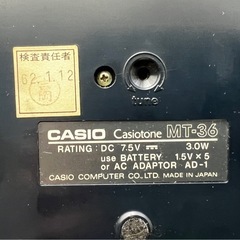 検査責任者
62.1.12
tune
CASIO Casiotone MT-36
RATING: DC 7.5V ⎓ 3.0W
use BATTERY 1.5V × 5
or AC ADAPTOR AD-1
CASIO COMPUTER CO.,LTD. MADE IN JAPAN